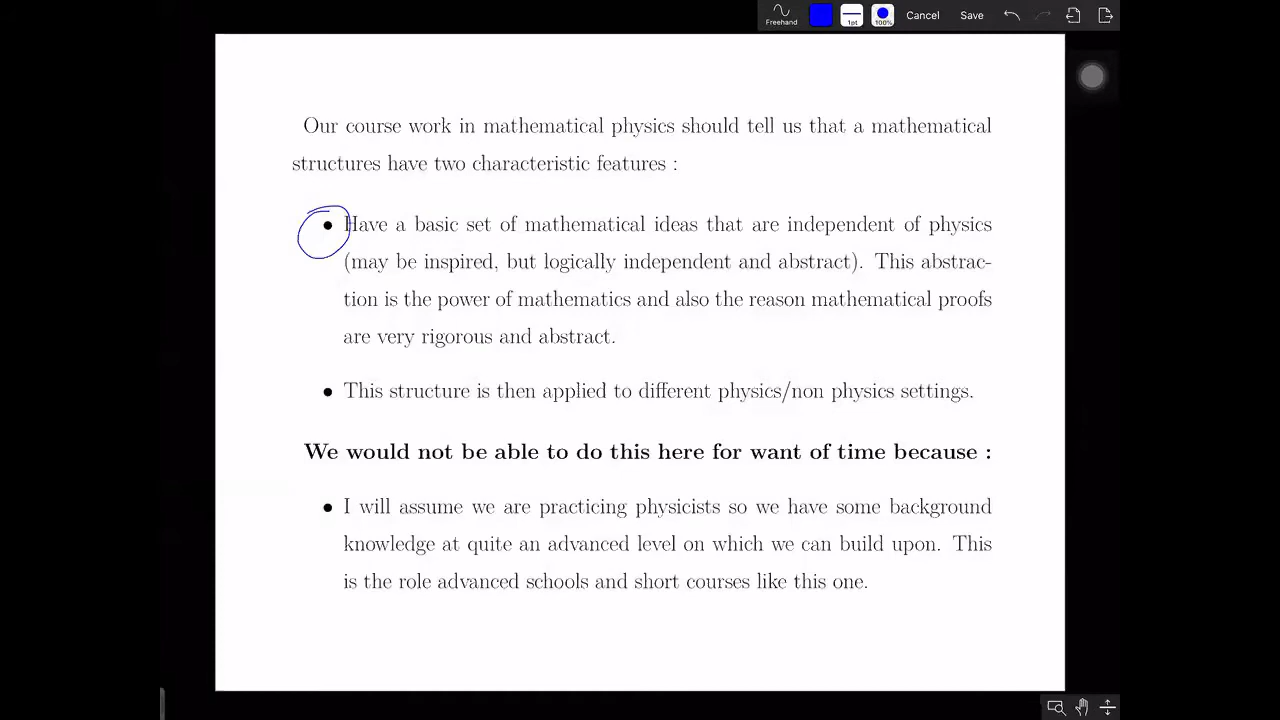 Freehand 1pt 100% Cancel Save
Our course work in mathematical physics should tell us that a mathematical
structures have two characteristic features :
• Have a basic set of mathematical ideas that are independent of physics
(may be inspired, but logically independent and abstract). This abstrac-
tion is the power of mathematics and also the reason mathematical proofs
are very rigorous and abstract.
• This structure is then applied to different physics/non physics settings.
We would not be able to do this here for want of time because :
• I will assume we are practicing physicists so we have some background
knowledge at quite an advanced level on which we can build upon. This
is the role advanced schools and short courses like this one.